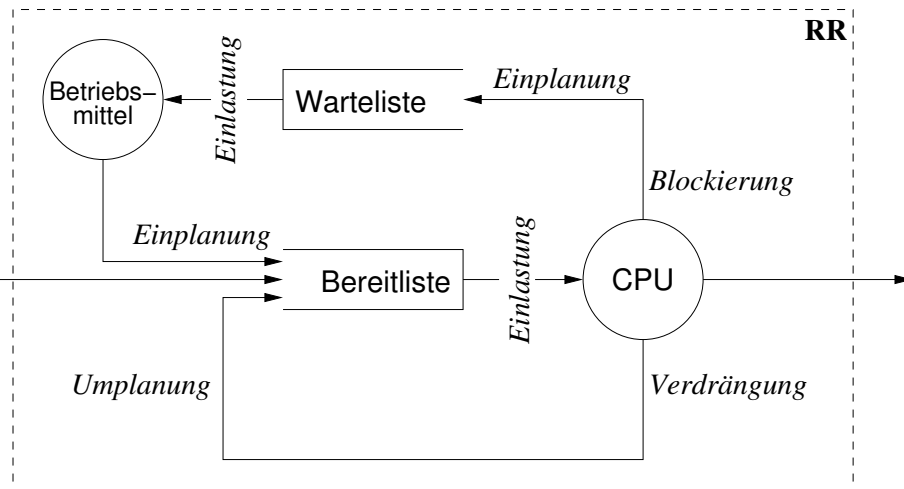 RR
Betriebs–
mittel
Einlastung
Warteliste
Einplanung
Blockierung
Einplanung
Bereitliste
Einlastung
CPU
Umplanung
Verdrängung